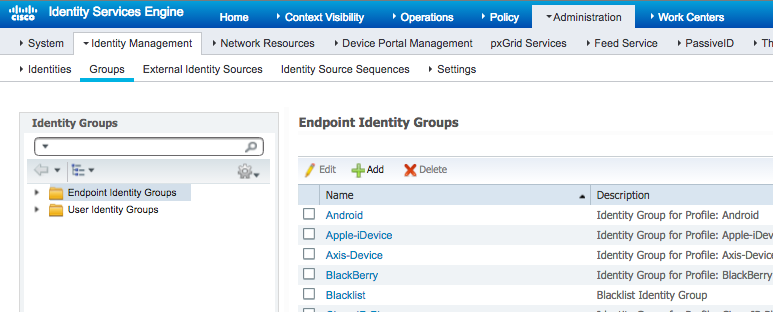 CISCO Identity Services Engine Home Context Visibility Operations Policy Administration Work Centers
System Identity Management Network Resources Device Portal Management pxGrid Services Feed Service PassiveID Th
Identities Groups External Identity Sources Identity Source Sequences Settings
Identity Groups
Endpoint Identity Groups
User Identity Groups
Endpoint Identity Groups
Edit Add Delete
Name Description
Android Identity Group for Profile: Android
Apple-iDevice Identity Group for Profile: Apple-iDev
Axis-Device Identity Group for Profile: Axis-Device
BlackBerry Identity Group for Profile: BlackBerry
Blacklist Blacklist Identity Group